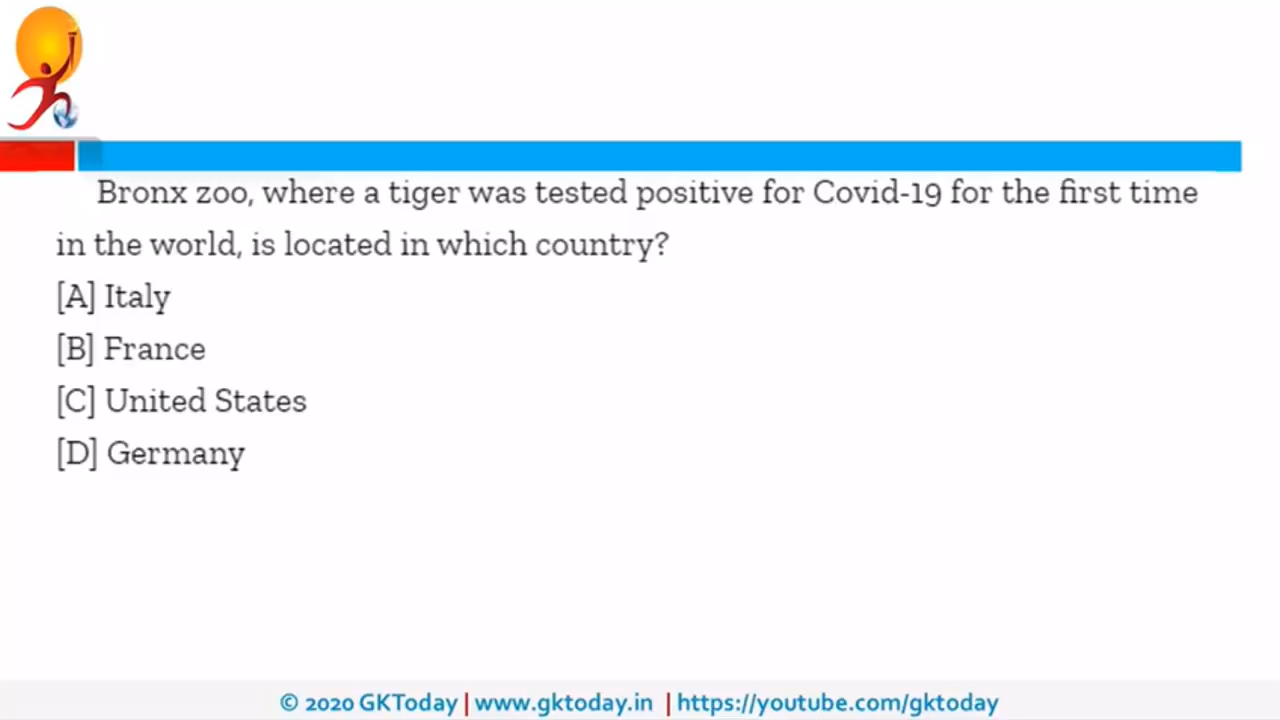 Bronx zoo, where a tiger was tested positive for Covid-19 for the first time
in the world, is located in which country?
[A] Italy
[B] France
[C] United States
[D] Germany
© 2020 GKToday | www.gktoday.in | https://youtube.com/gktoday